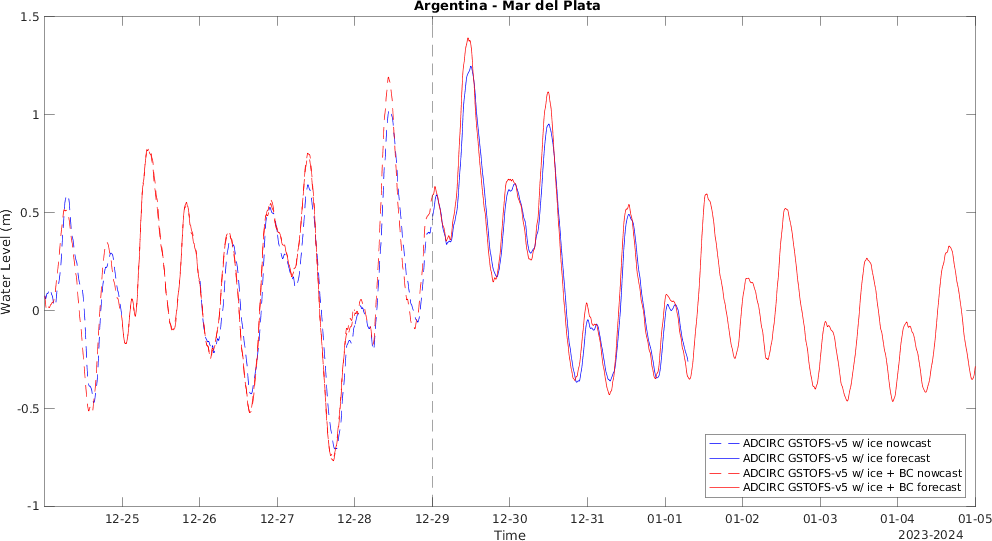 Argentina - Mar del Plata
1.5
1
0.5
0
-0.5
-1
Water Level (m)
12-25 12-26 12-27 12-28 12-29 12-30 12-31 01-01 01-02 01-03 01-04 01-05
Time
2023-2024
ADCIRC GSTOFS-v5 w/ ice nowcast
ADCIRC GSTOFS-v5 w/ ice forecast
ADCIRC GSTOFS-v5 w/ ice + BC nowcast
ADCIRC GSTOFS-v5 w/ ice + BC forecast